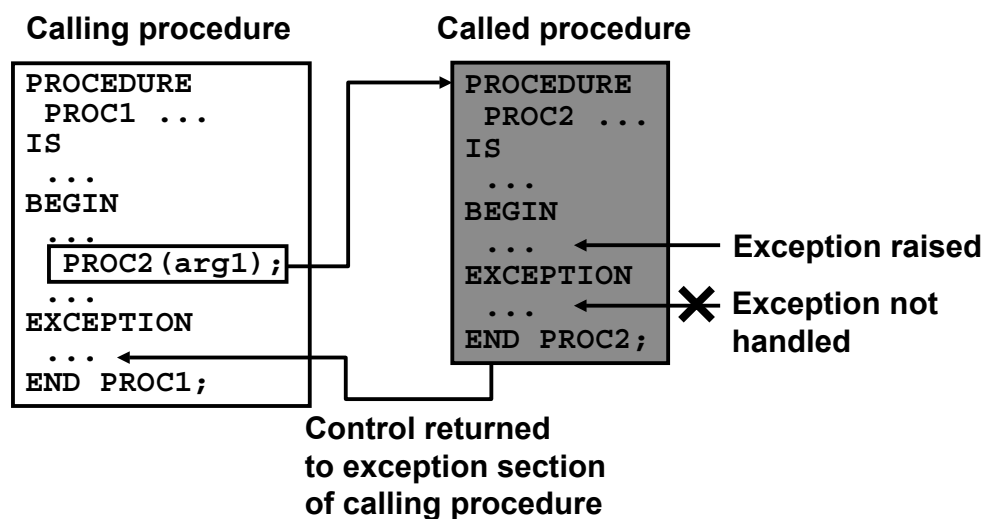 Calling procedure
PROCEDURE
PROC1 ...
IS
...
BEGIN
...
PROC2(arg1);
...
EXCEPTION
...
END PROC1;
Called procedure
PROCEDURE
PROC2 ...
IS
...
BEGIN
...
EXCEPTION
...
END PROC2;
Exception raised
Exception not
handled
Control returned
to exception section
of calling procedure